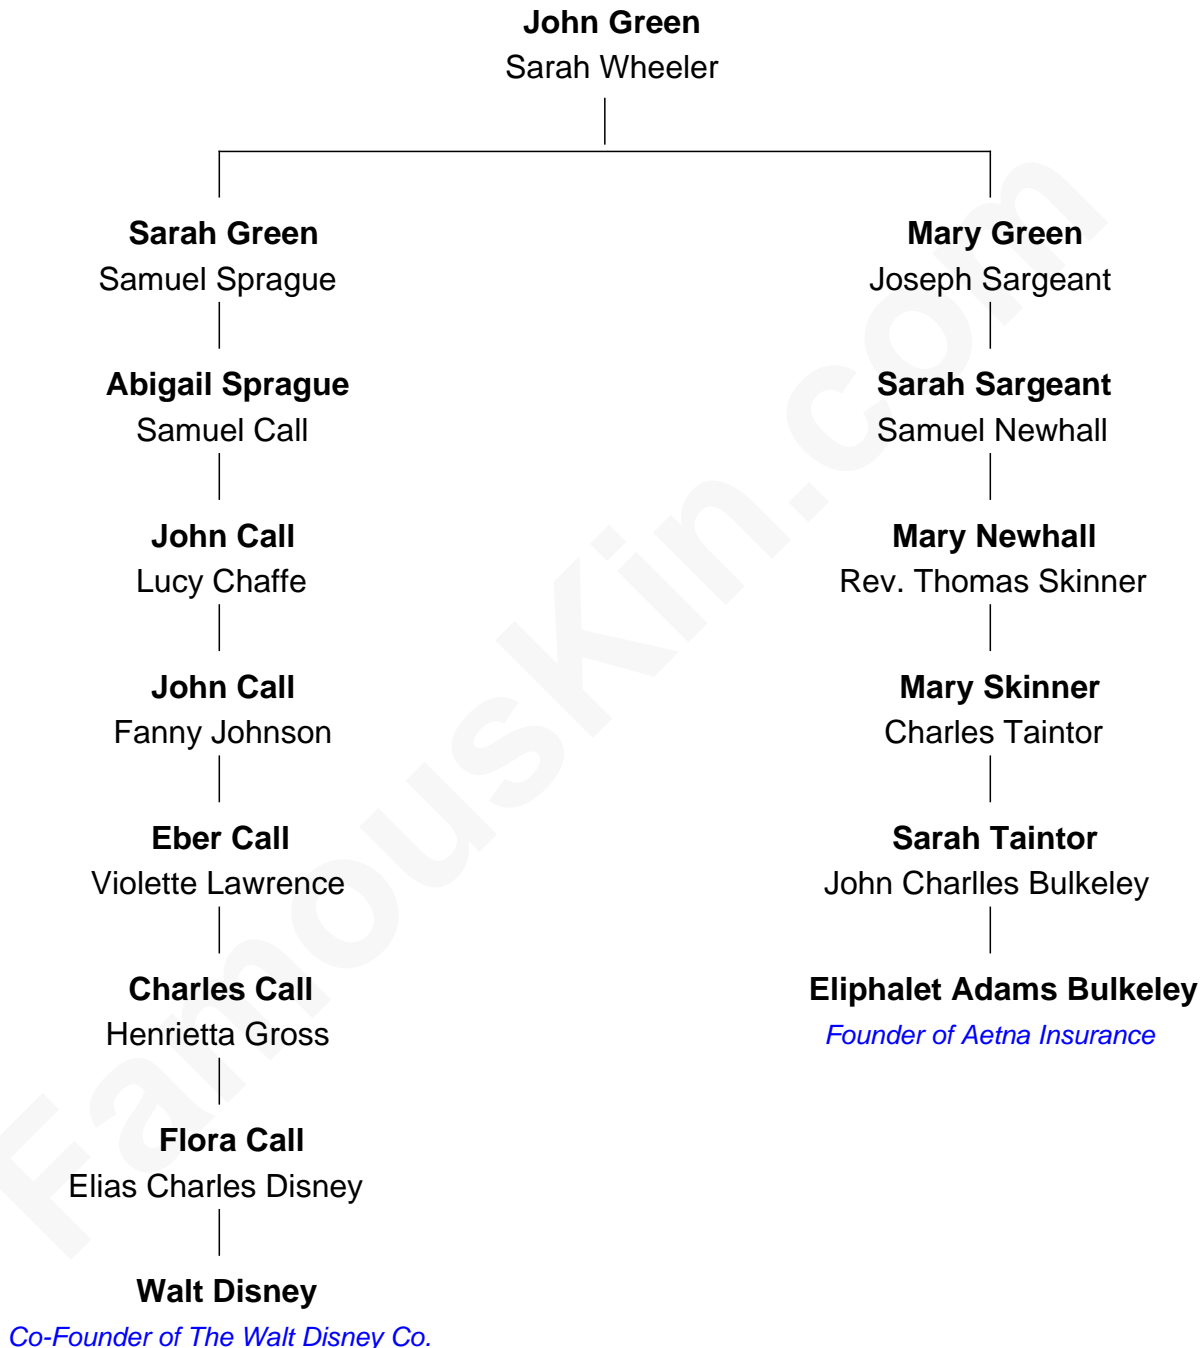 John Green
Sarah Wheeler
Sarah Green
Samuel Sprague
Abigail Sprague
Samuel Call
John Call
Lucy Chaffe
John Call
Fanny Johnson
Eber Call
Violette Lawrence
Charles Call
Henrietta Gross
Flora Call
Elias Charles Disney
Walt Disney
Co-Founder of The Walt Disney Co.
Mary Green
Joseph Sargeant
Sarah Sargeant
Samuel Newhall
Mary Newhall
Rev. Thomas Skinner
Mary Skinner
Charles Taintor
Sarah Taintor
John Charlles Bulkeley
Eliphalet Adams Bulkeley
Founder of Aetna Insurance
FamousKin.com